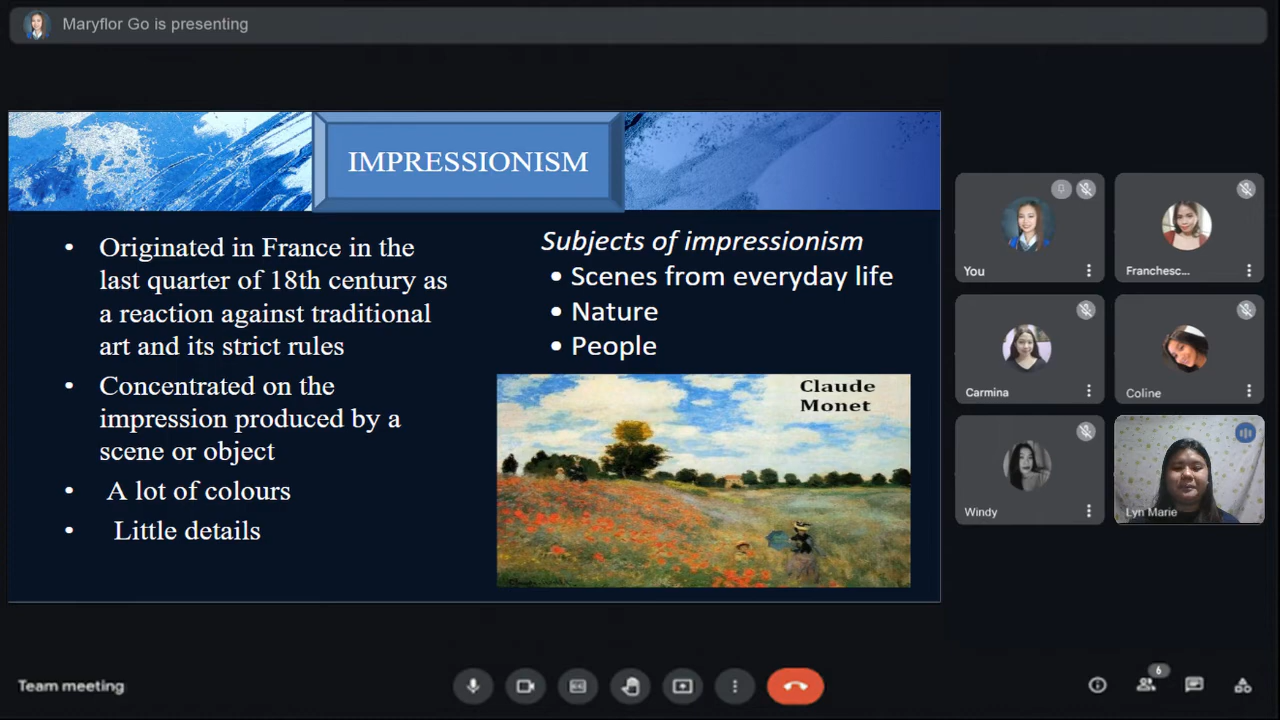 Maryflor Go is presenting
IMPRESSIONISM
• Originated in France in the
last quarter of 18th century as
a reaction against traditional
art and its strict rules
• Concentrated on the
impression produced by a
scene or object
• A lot of colours
• Little details
Subjects of impressionism
• Scenes from everyday life
• Nature
• People
Claude
Monet
You
Franchesc...
Carmina
Coline
Windy
Lyn Marie
Team meeting
6